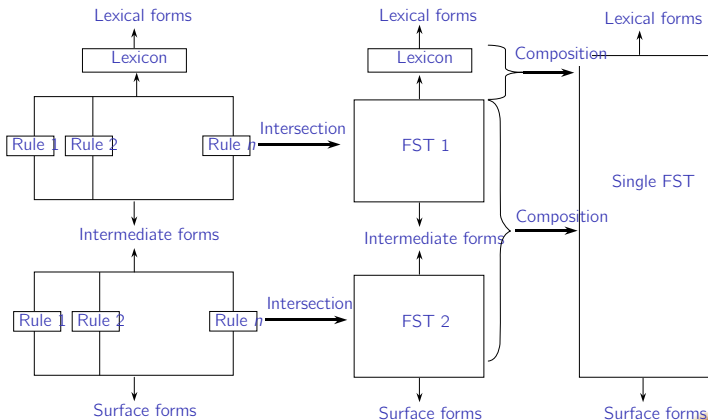 Lexical forms
Lexicon
Rule 1
Rule 2
Rule n
Intermediate forms
Rule 1
Rule 2
Rule n
Surface forms
Intersection
Intersection
Lexical forms
Lexicon
FST 1
Intermediate forms
FST 2
Surface forms
Composition
Composition
Lexical forms
Single FST
Surface forms